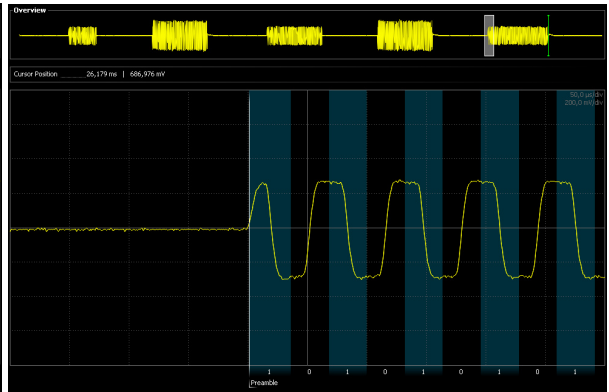 Overview
Cursor Position 26,179 ms | 686,976 mV
50,0 µs/div
200,0 mV/div
1 0 1 0 1 0 1 0 1
Preamble